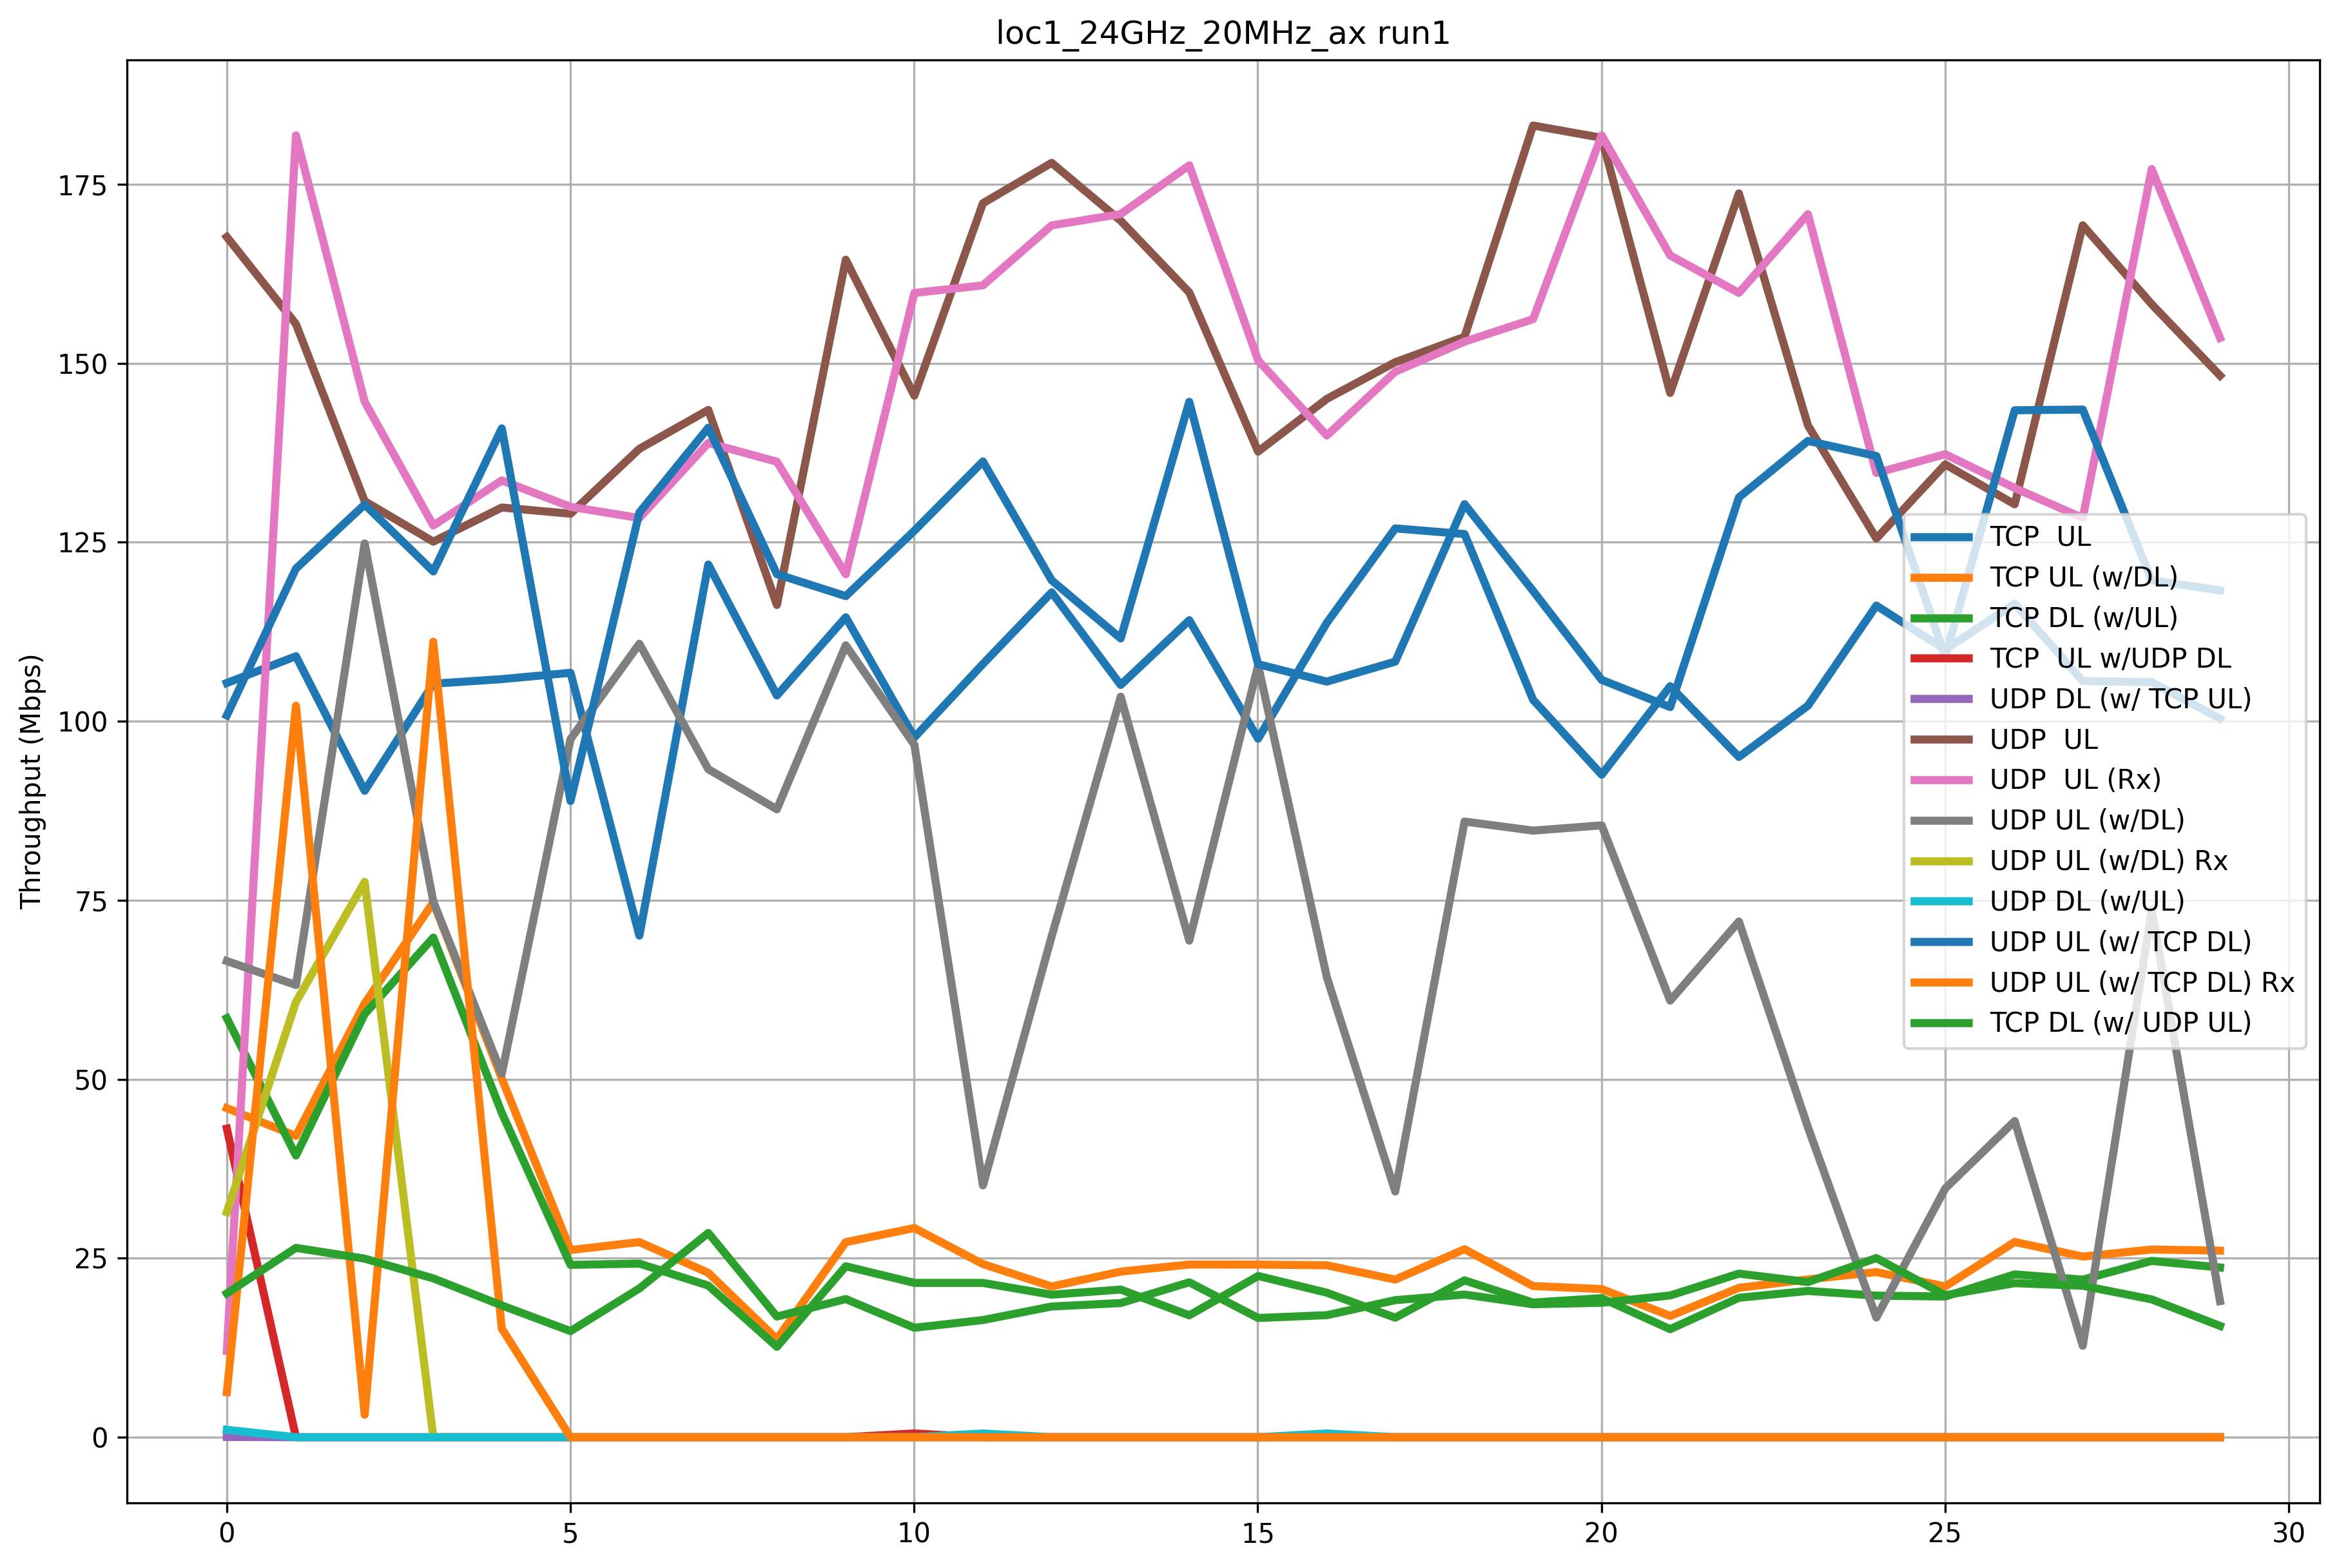 loc1_24GHz_20MHz_ax run1
Throughput (Mbps)
175
150
125
100
75
50
25
0
0 5 10 15 20 25 30
TCP  UL
TCP UL (w/DL)
TCP DL (w/UL)
TCP  UL w/UDP DL
UDP DL (w/ TCP UL)
UDP  UL
UDP  UL (Rx)
UDP UL (w/DL)
UDP UL (w/DL) Rx
UDP DL (w/UL)
UDP UL (w/ TCP DL)
UDP UL (w/ TCP DL) Rx
TCP DL (w/ UDP UL)